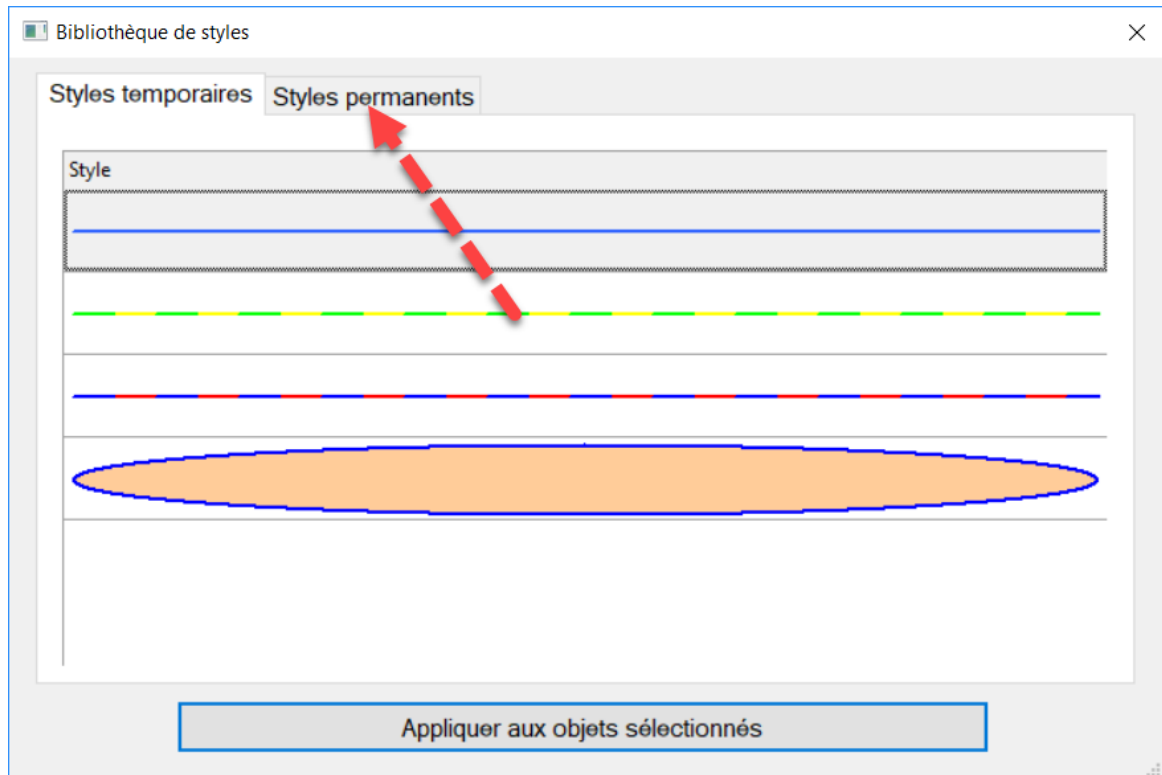 Bibliothèque de styles
Styles temporaires
Styles permanents
Style
Appliquer aux objets sélectionnés